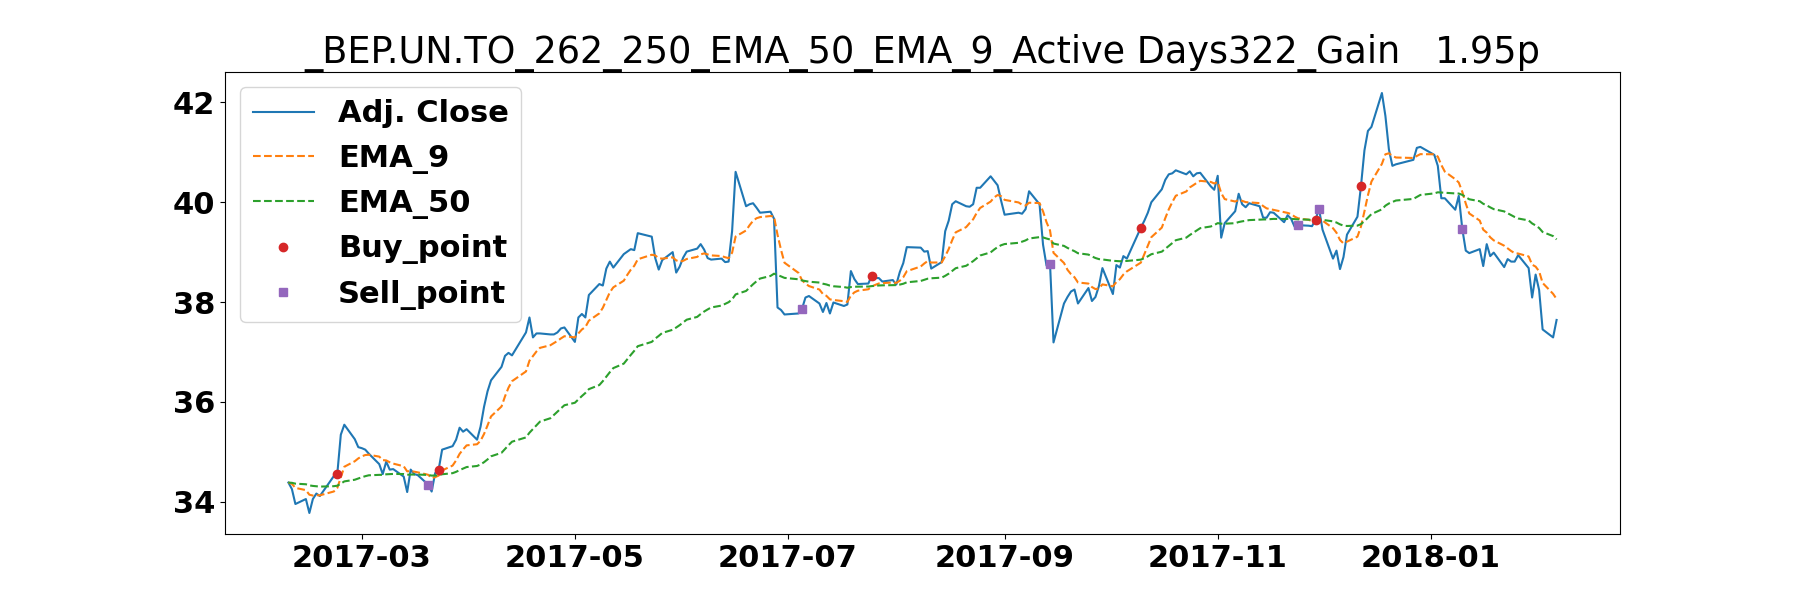 _BEP.UN.TO_262_250_EMA_50_EMA_9_Active Days322_Gain   1.95p
42
40
38
36
34
Adj. Close
EMA_9
EMA_50
Buy_point
Sell_point
2017-03 2017-05 2017-07 2017-09 2017-11 2018-01